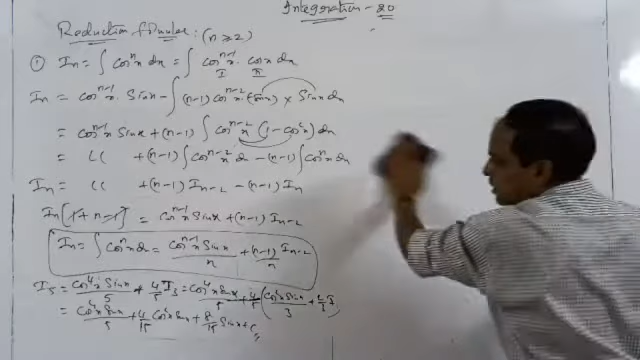 Integration - 20
Reduction formulae: (n ≥ 2)
① Iₙ = ∫ cosⁿx dx = ∫ cosⁿ⁻¹x · cosx dx
I II
Iₙ = cosⁿ⁻¹x · sinx − ∫ (n−1) cosⁿ⁻²x · (−sinx) × sinx dx
= cosⁿ⁻¹x sinx + (n−1) ∫ cosⁿ⁻²x (1 − cos²x) dx
= ‟ + (n−1) ∫ cosⁿ⁻²x d − (n−1) ∫ cosⁿx dx
Iₙ = ‟ + (n−1) Iₙ₋₂ − (n−1) Iₙ
Iₙ [1 + n − 1] = cosⁿ⁻¹x sinx + (n−1) Iₙ₋₂
Iₙ = ∫ cosⁿx dx = cosⁿ⁻¹x sinx / n + (n−1)/n Iₙ₋₂
I₅ = cos⁴x sinx / 5 + 4/5 I₃ = cos⁴x sinx / 5 + 4/5 (cos²x sinx / 3 + 2/3
= cos⁴x sinx / 5 + 4/15 cos²x sinx + 8/15 sinx + c